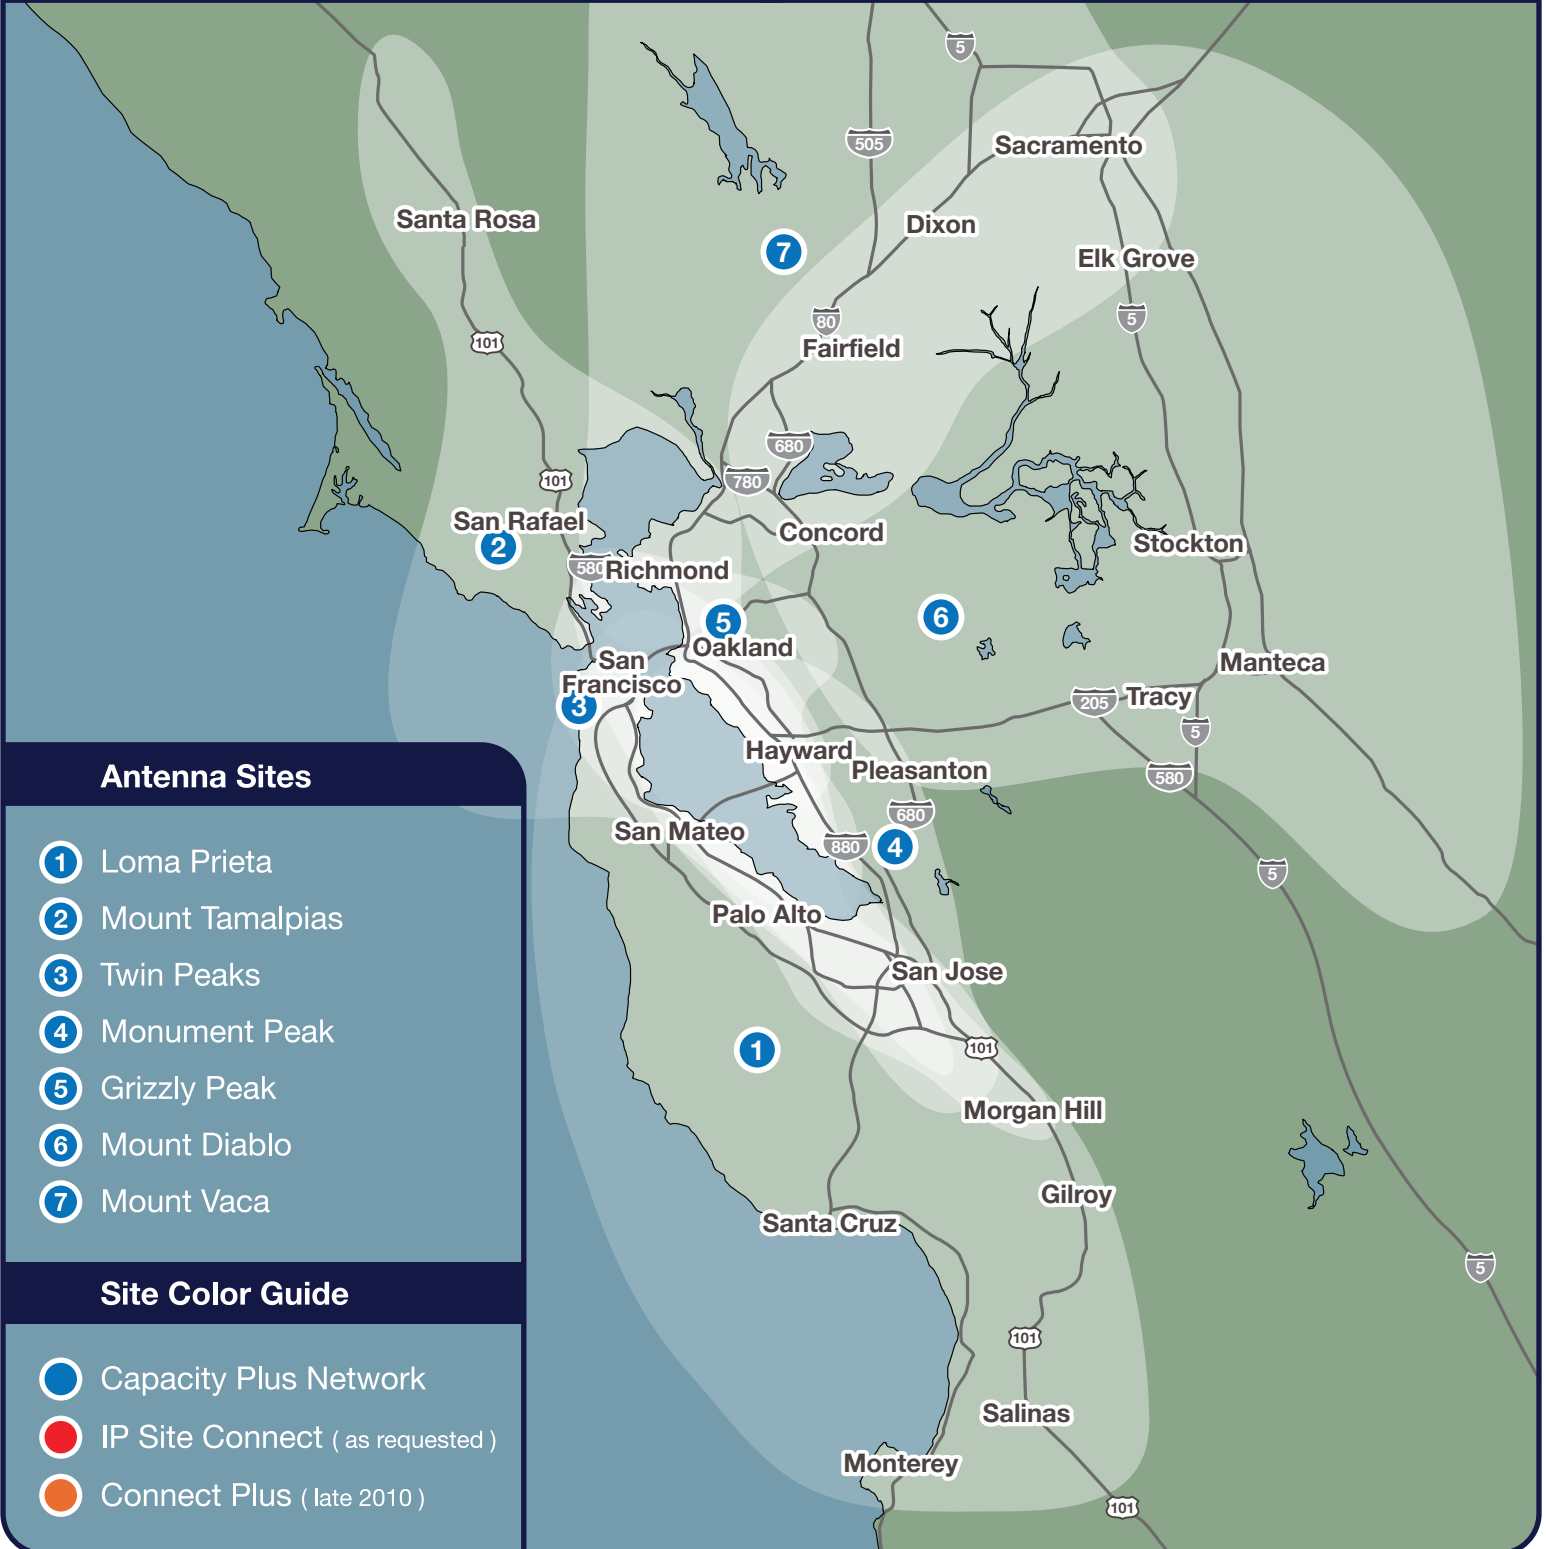 5
505
Sacramento
Santa Rosa
Dixon
7
Elk Grove
80
5
101
Fairfield
680
101
780
San Rafael
Concord
2
Stockton
580
Richmond
5
6
Oakland
San
Francisco
Manteca
3
205
Tracy
5
Hayward
Pleasanton
580
680
San Mateo
880
4
5
Palo Alto
San Jose
1
101
Morgan Hill
Gilroy
Santa Cruz
5
101
Salinas
Monterey
101
Antenna Sites
1 Loma Prieta
2 Mount Tamalpias
3 Twin Peaks
4 Monument Peak
5 Grizzly Peak
6 Mount Diablo
7 Mount Vaca
Site Color Guide
Capacity Plus Network
IP Site Connect ( as requested )
Connect Plus ( late 2010 )